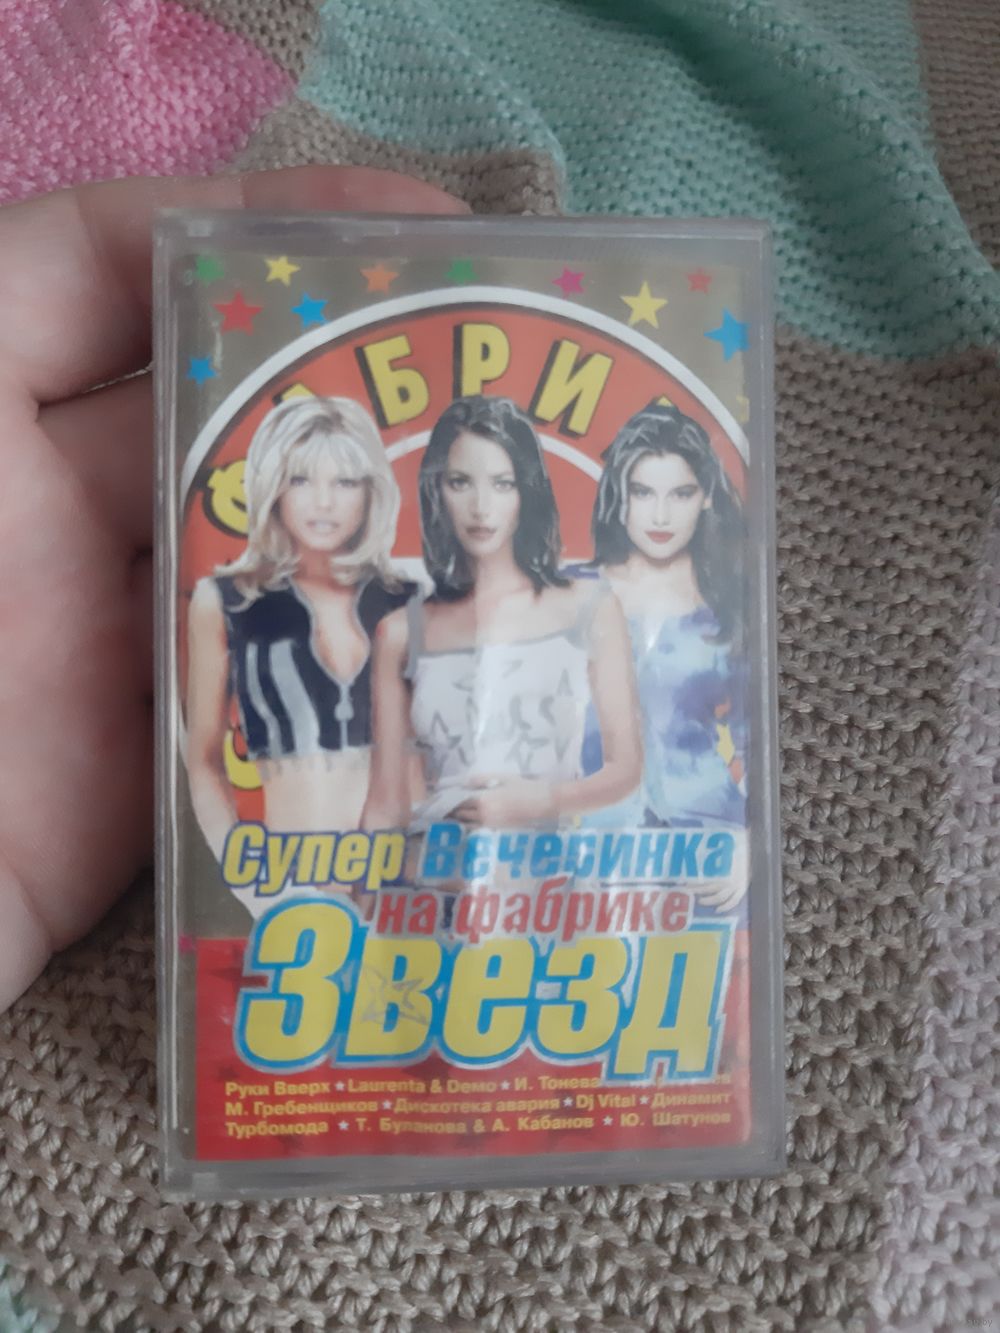 АБРИ
Супер Вечеринка
на фабрике
Звезд
Руки Вверх ★ Laurenta & Demo ★ И. Тонева
М. Гребенщиков ★ Дискотека авария ★ Dj Vital ★ Динамит
Турбомода ★ Т. Буланова & А. Кабанов ★ Ю. Шатунов